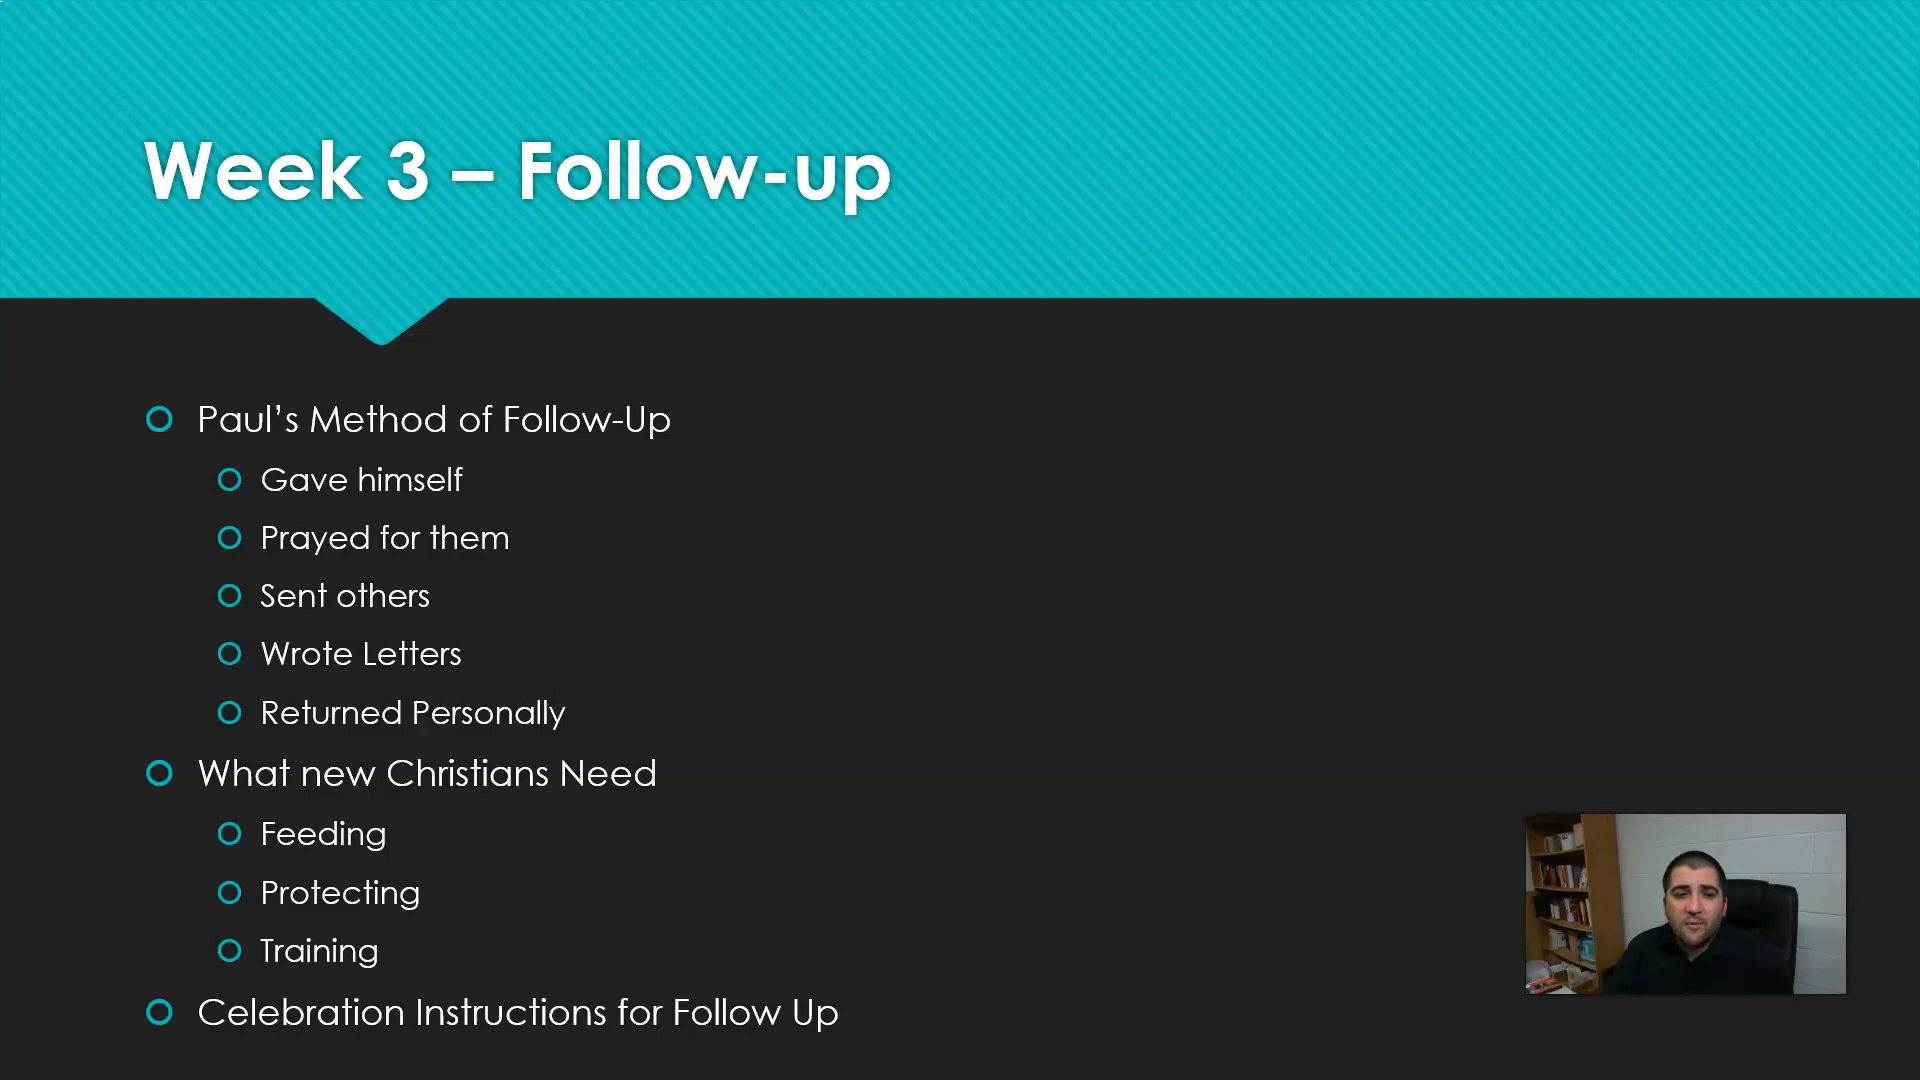 Week 3 – Follow-up
Paul’s Method of Follow-Up
Gave himself
Prayed for them
Sent others
Wrote Letters
Returned Personally
What new Christians Need
Feeding
Protecting
Training
Celebration Instructions for Follow Up